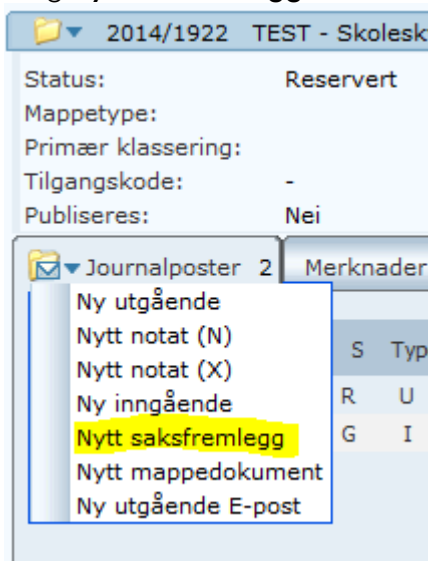 2014/1922 TEST - Skolesk
Status: Reservert
Mappetype:
Primær klassering:
Tilgangskode: -
Publiseres: Nei
Journalposter 2 Merknader
Ny utgående
Nytt notat (N)
S Typ
Nytt notat (X)
Ny inngående
R U
Nytt saksfremlegg
G I
Nytt mappedokument
Ny utgående E-post